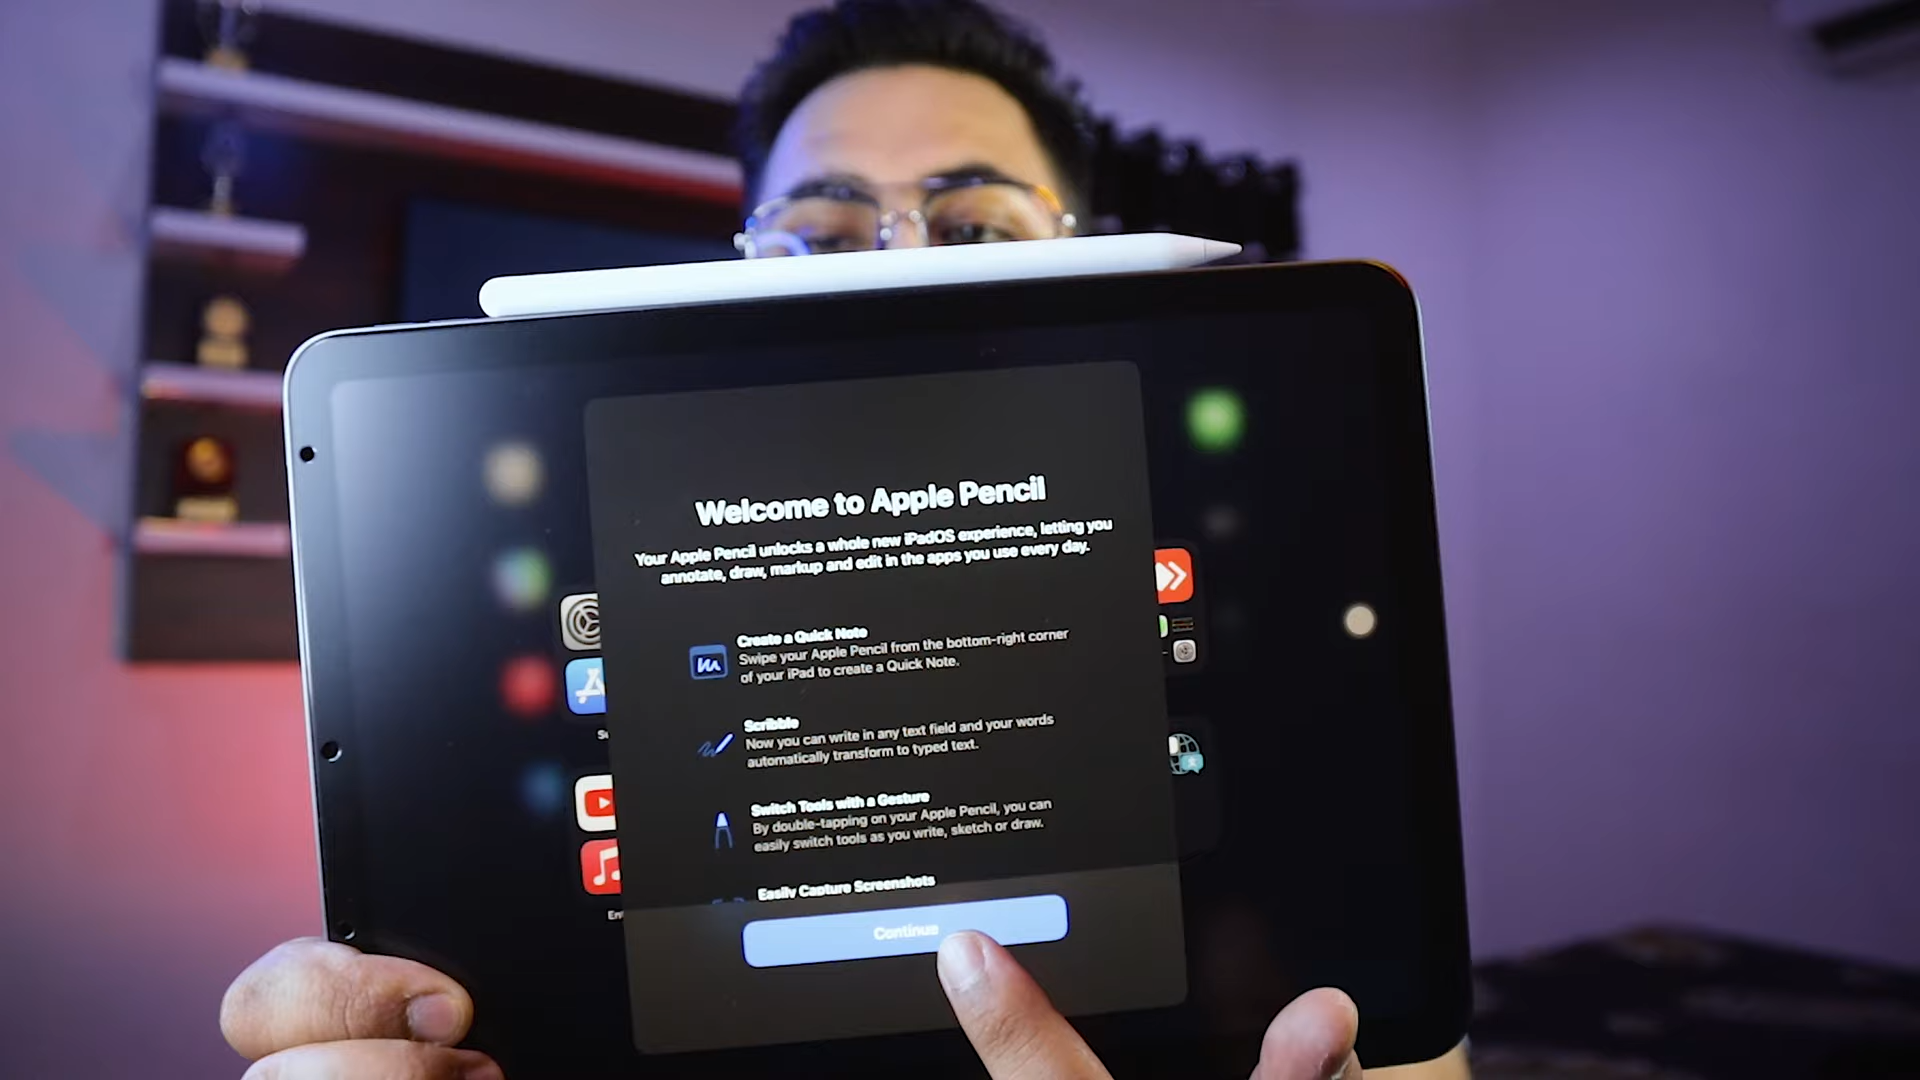 Welcome to Apple Pencil
Your Apple Pencil unlocks a whole new iPadOS experience, letting you
annotate, draw, markup and edit in the apps you use every day.
Create a Quick Note
Swipe your Apple Pencil from the bottom-right corner
of your iPad to create a Quick Note.
Scribble
Now you can write in any text field and your words
automatically transform to typed text.
Switch Tools with a Gesture
By double-tapping on your Apple Pencil, you can
easily switch tools as you write, sketch or draw.
Easily Capture Screenshots
Continue